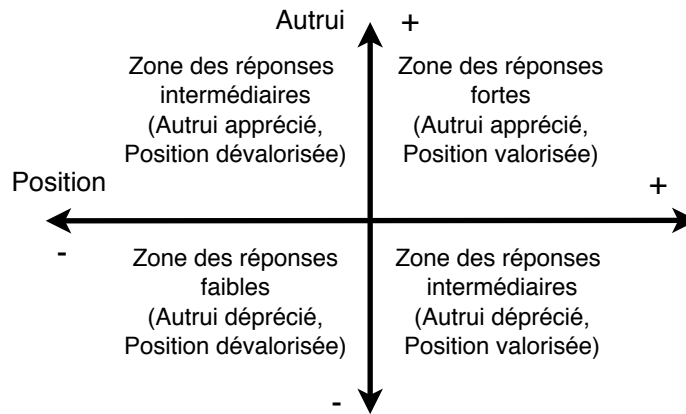 Autrui +
Zone des réponses
intermédiaires
(Autrui apprécié,
Position dévalorisée)
Zone des réponses
fortes
(Autrui apprécié,
Position valorisée)
Position +
-
Zone des réponses
faibles
(Autrui déprécié,
Position dévalorisée)
Zone des réponses
intermédiaires
(Autrui déprécié,
Position valorisée)
-